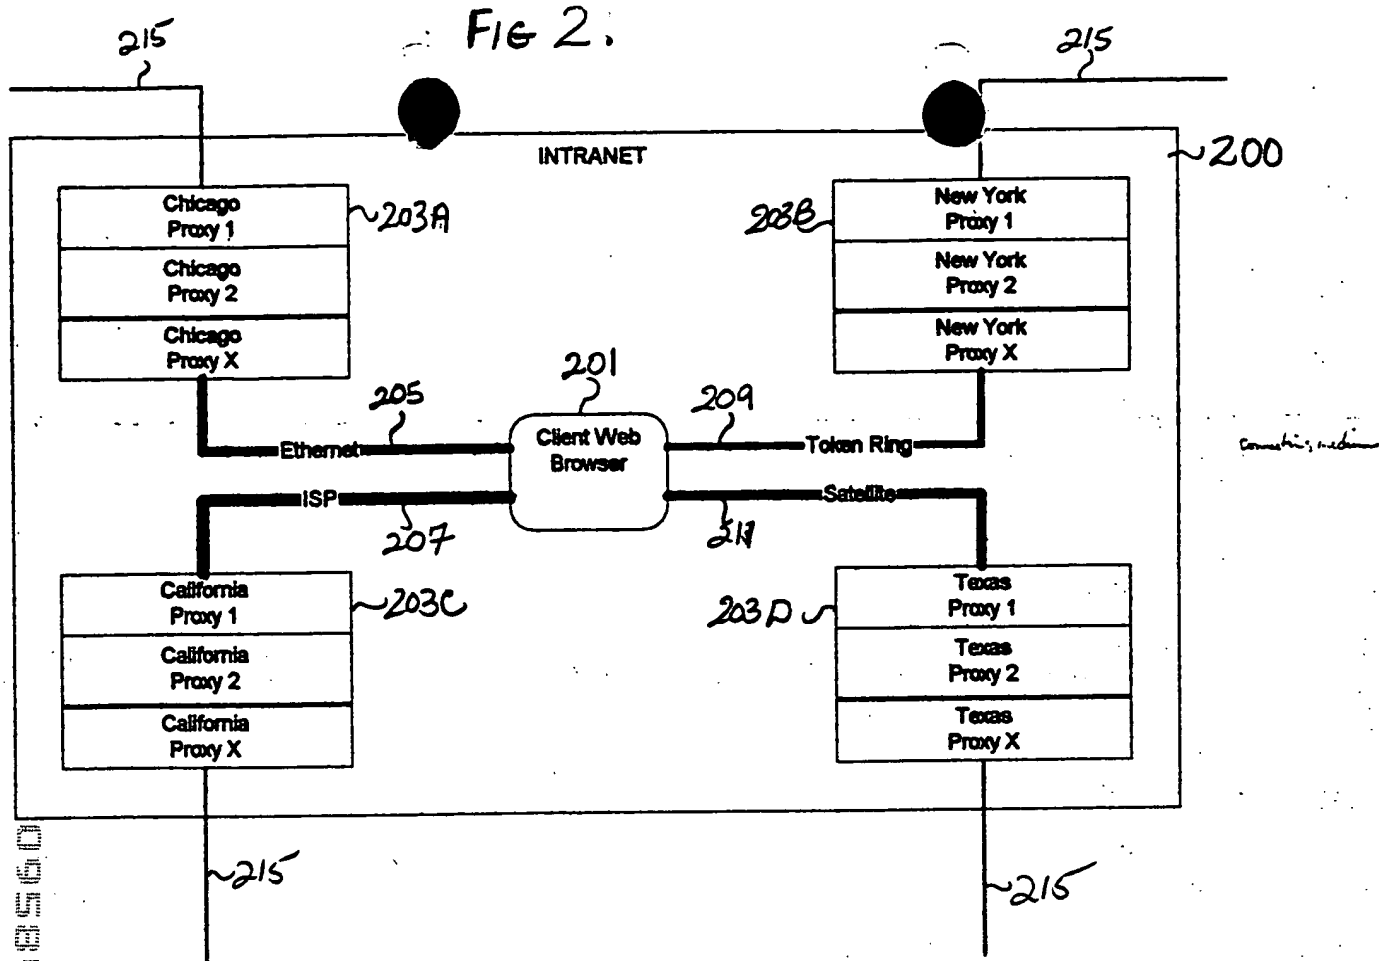 FIG 2.
215
215
INTRANET
200
Chicago
Proxy 1
203A
Chicago
Proxy 2
Chicago
Proxy X
203B
New York
Proxy 1
New York
Proxy 2
New York
Proxy X
201
205
209
Client Web
Browser
Ethernet
Token Ring
ISP
Satellite
207
211
California
Proxy 1
203C
California
Proxy 2
California
Proxy X
203D
Texas
Proxy 1
Texas
Proxy 2
Texas
Proxy X
215
215